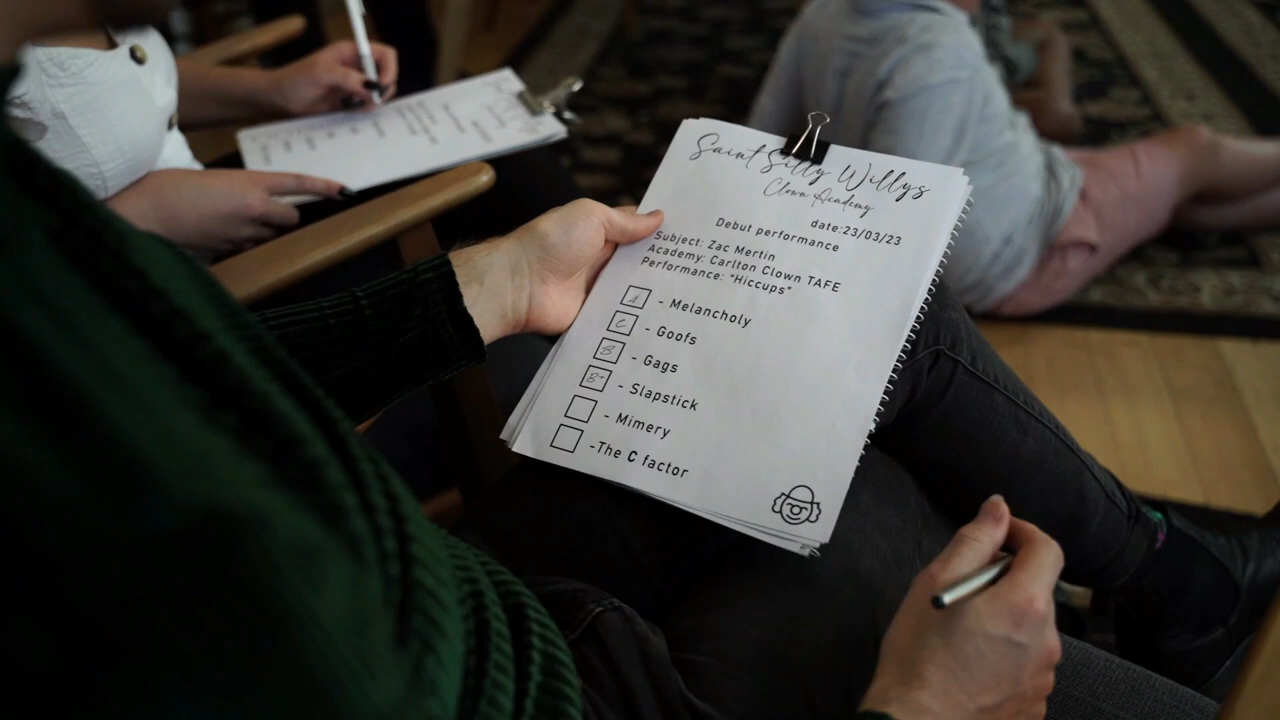 Saint Silly Willys
Clown Academy
date:23/03/23
Debut performance
Subject: Zac Mertin
Academy: Carlton Clown TAFE
Performance: "Hiccups"
A - Melancholy
C - Goofs
B - Gags
B+ - Slapstick
- Mimery
-The C factor